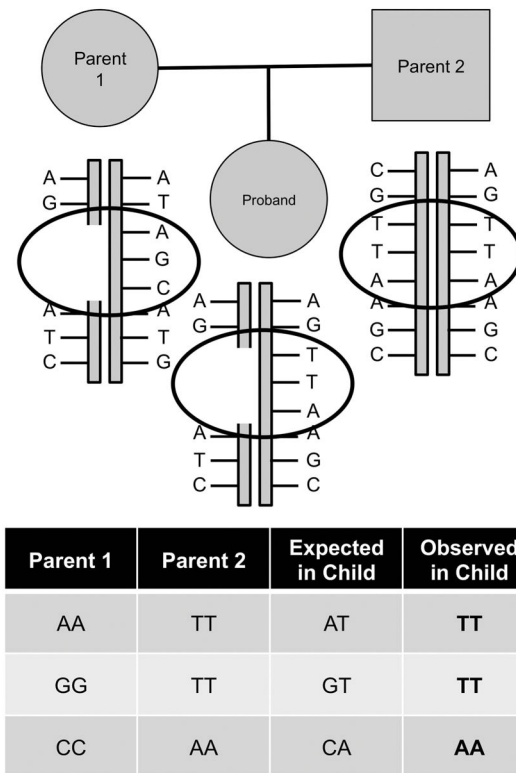 Parent
1
Parent 2
Proband
A A
G T
A
G
C
A A
T T
C G
C A
G G
T T
T T
A A
A A
G G
C C
A A
G G
T
T
A
A A
T G
C C
Parent 1 Parent 2 Expected in Child Observed in Child
AA TT AT TT
GG TT GT TT
CC AA CA AA